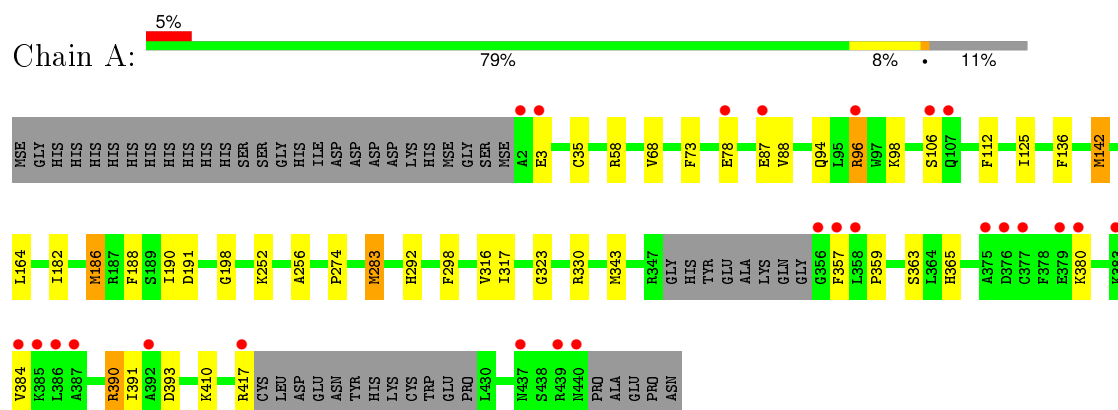 5%
Chain A:
79% 8% • 11%
MSE GLY HIS HIS HIS HIS HIS HIS HIS HIS HIS HIS SER SER GLY HIS ILE ASP ASP ASP ASP LYS HIS MSE GLY SER MSE A2 E3 C35 R58 V68 F73 E78 E87 V88 Q94 L95 R96 W97 K98 S106 Q107 F112 I125 F136 M142
L164 I182 M186 R187 F188 S189 I190 D191 G198 K252 A256 P274 M283 H292 F298 V316 I317 G323 R330 M343 R347 GLY HIS TYR GLU ALA LYS GLN GLY G356 F357 L358 P359 S363 L364 H365 A375 D376 C377 F378 E379 K380 K383
V384 K385 L386 A387 R390 I391 A392 D393 K410 R417 CYS LEU ASP GLU ASN TYR HIS LYS CYS TRP GLU PRO L430 N437 S438 R439 N440 PRO ALA GLU PRO ASN